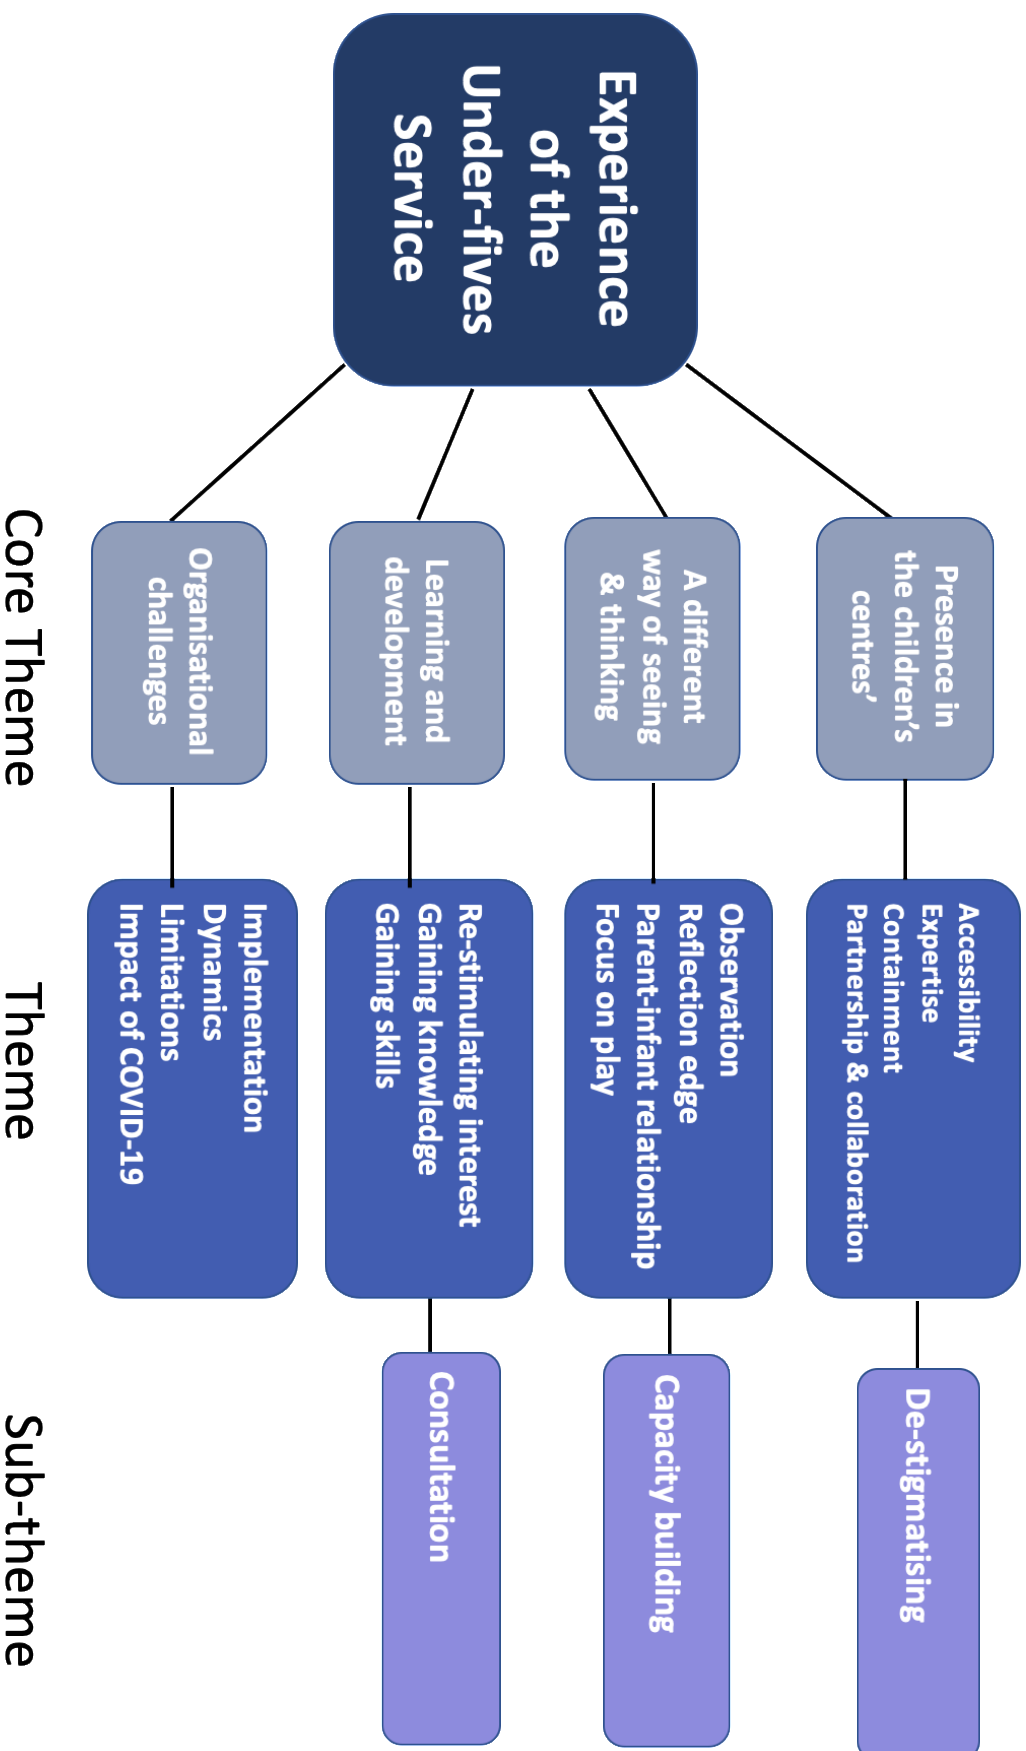 Experience
of the
Under-fives
Service
Presence in
the children's
centres'
Accessibility
Expertise
Containment
Partnership & collaboration
De-stigmatising
A different
way of seeing
& thinking
Observation
Reflection edge
Parent-infant relationship
Focus on play
Capacity building
Learning and
development
Re-stimulating interest
Gaining knowledge
Gaining skills
Consultation
Organisational
challenges
Implementation
Dynamics
Limitations
Impact of COVID-19
Core Theme
Theme
Sub-theme